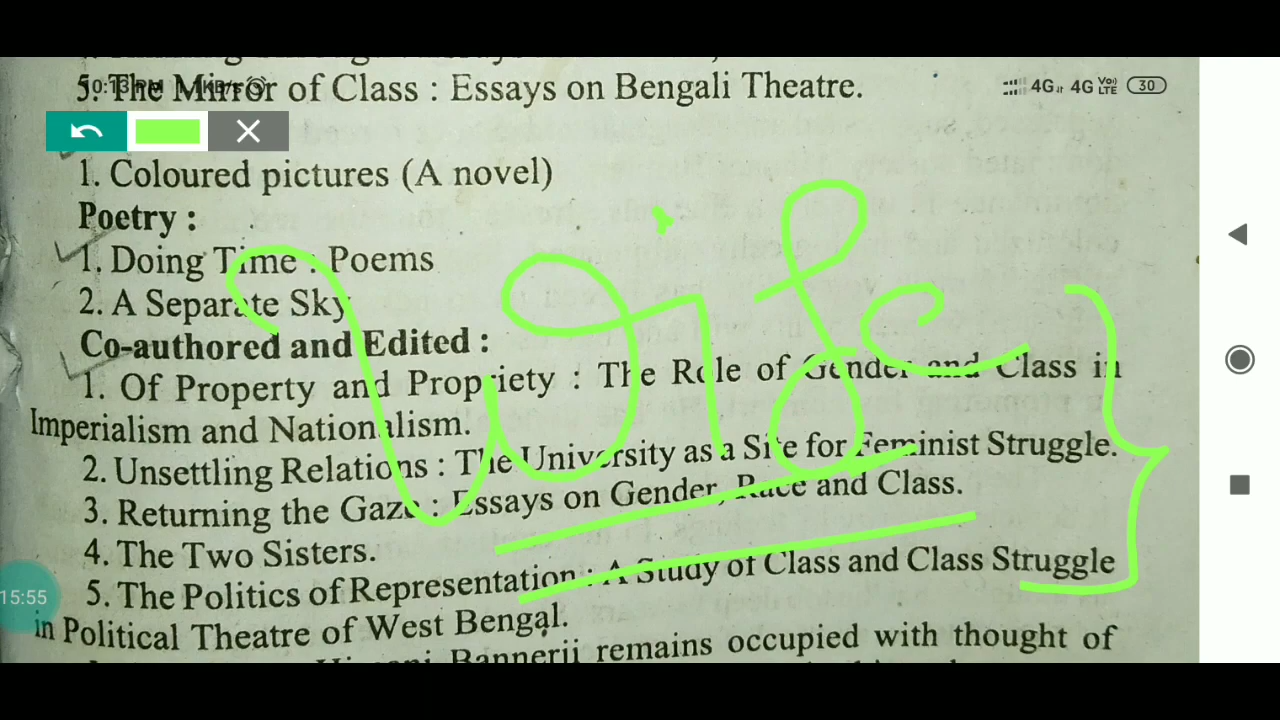 5. The Mirror of Class : Essays on Bengali Theatre.
4G 4G Vo) LTE 30
1. Coloured pictures (A novel)
Poetry :
1. Doing Time : Poems
2. A Separate Sky
Co-authored and Edited :
1. Of Property and Propriety : The Role of Gender and Class in
Imperialism and Nationalism.
2. Unsettling Relations : The University as a Site for Feminist Struggle.
3. Returning the Gaze : Essays on Gender, Race and Class.
4. The Two Sisters.
5. The Politics of Representation : A Study of Class and Class Struggle
in Political Theatre of West Bengal.
Bannerji remains occupied with thought of
wife
15:55